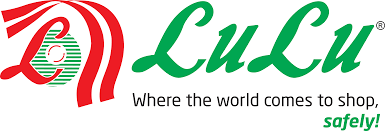 L LuLu®
Where the world comes to shop,
safely!